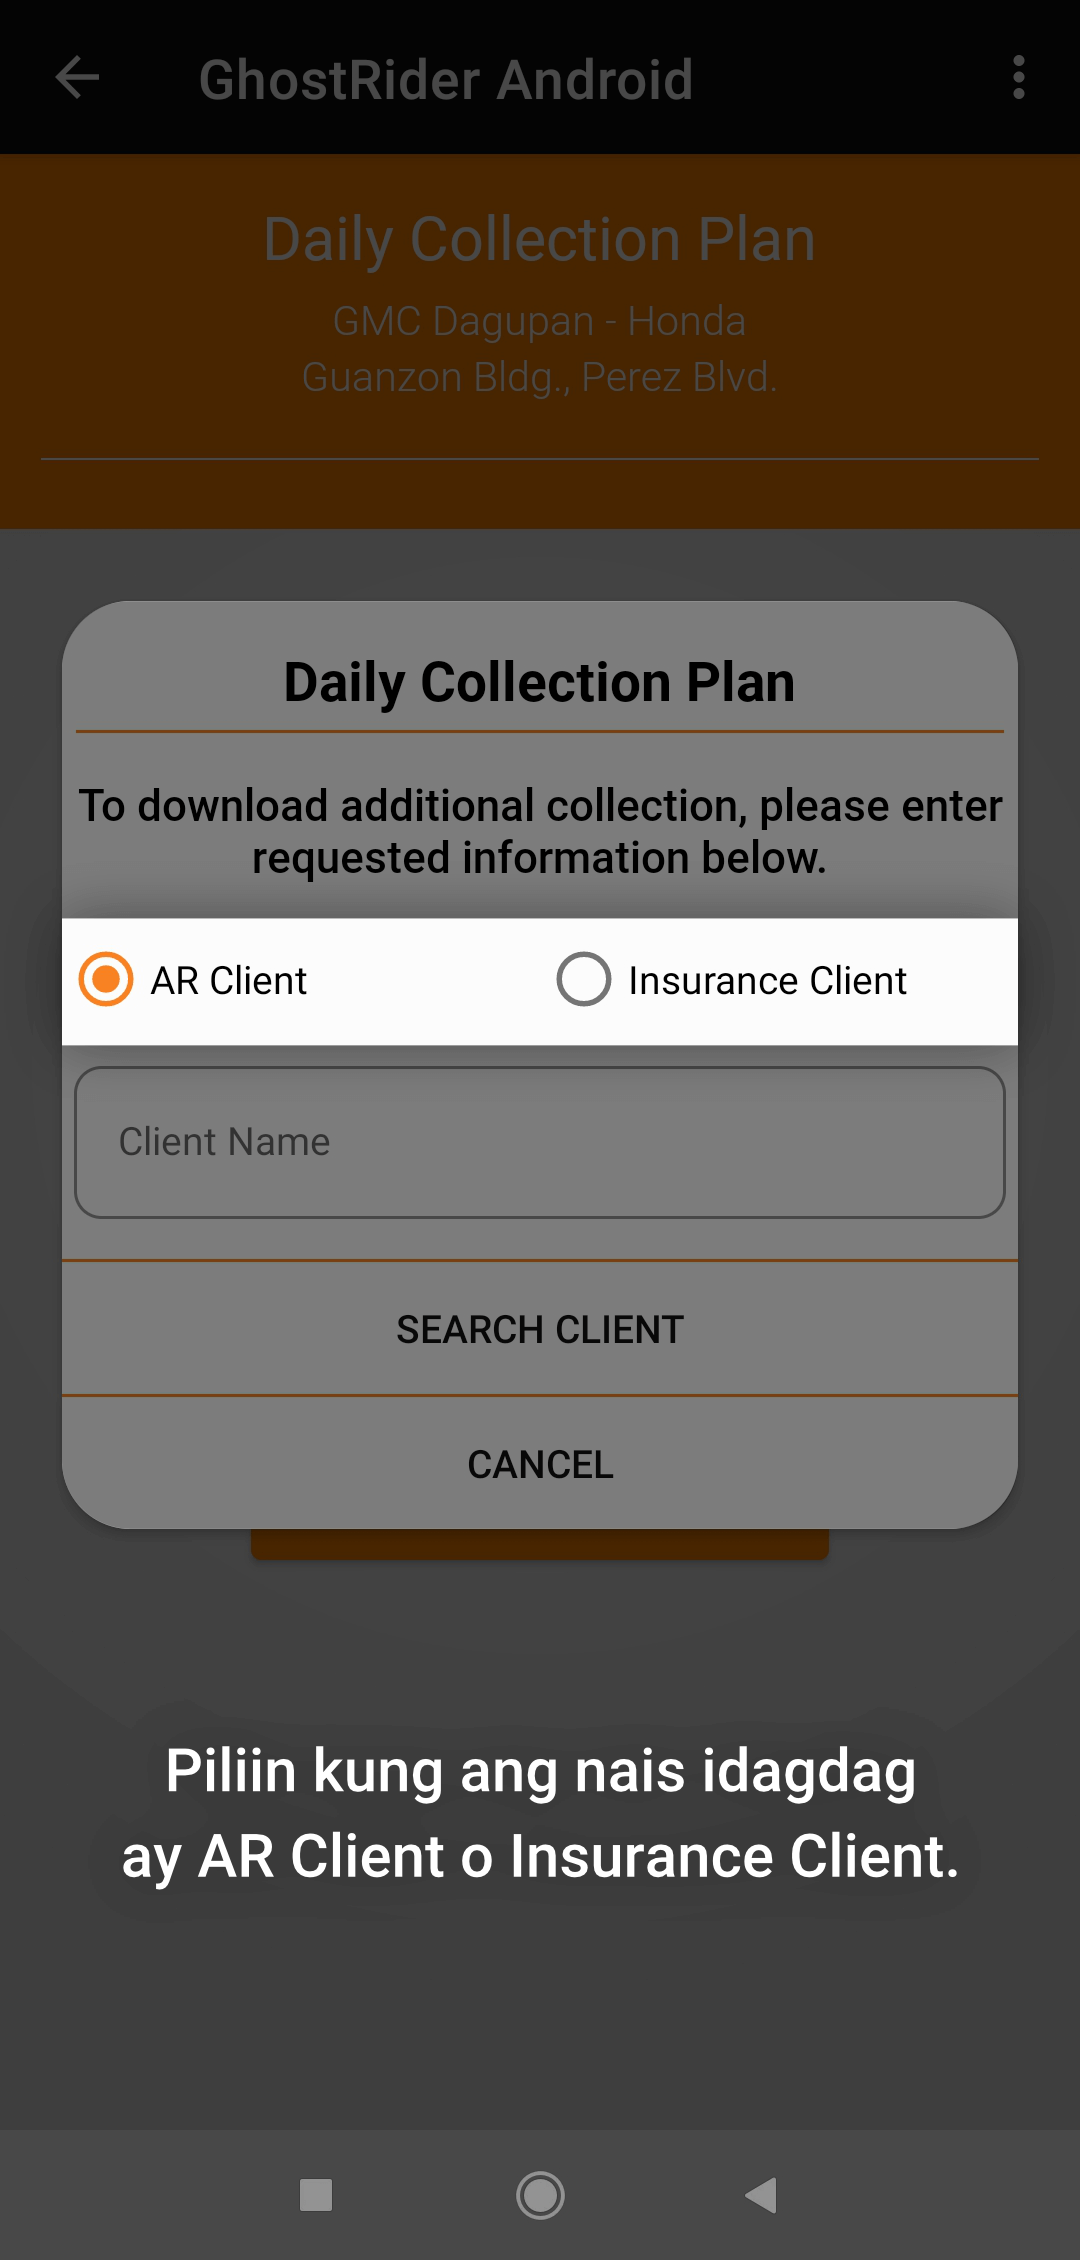 GhostRider Android
Daily Collection Plan
GMC Dagupan - Honda
Guanzon Bldg., Perez Blvd.
Daily Collection Plan
To download additional collection, please enter
requested information below.
AR Client
Insurance Client
Client Name
SEARCH CLIENT
CANCEL
Piliin kung ang nais idagdag
ay AR Client o Insurance Client.